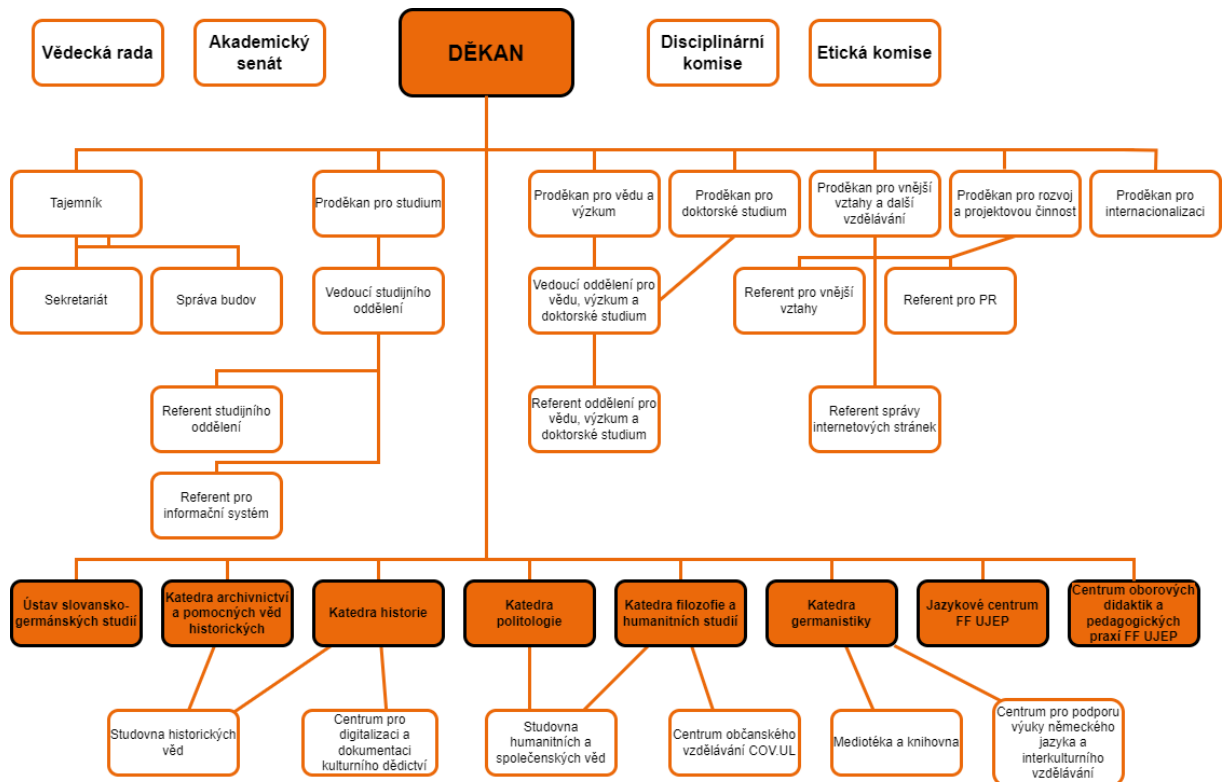 Vědecká rada
Akademický
senát
DĚKAN
Disciplinární
komise
Etická komise
Tajemník
Proděkan pro studium
Proděkan pro vědu a
výzkum
Proděkan pro
doktorské studium
Proděkan pro vnější
vztahy a další
vzdělávání
Proděkan pro rozvoj
a projektovou činnost
Proděkan pro
internacionalizaci
Sekretariát
Správa budov
Vedoucí studijního
oddělení
Vedoucí oddělení pro
vědu, výzkum a
doktorské studium
Referent pro vnější
vztahy
Referent pro PR
Referent studijního
oddělení
Referent oddělení pro
vědu, výzkum a
doktorské studium
Referent správy
internetových stránek
Referent pro
informační systém
Ústav slovansko-
germánských studií
Katedra archivnictví
a pomocných věd
historických
Katedra historie
Katedra
politologie
Katedra filozofie a
humanitních studií
Katedra
germanistiky
Jazykové centrum
FF UJEP
Centrum oborových
didaktik a
pedagogických
praxí FF UJEP
Studovna historických
věd
Centrum pro
digitalizaci a
dokumentaci
kulturního dědictví
Studovna
humanitních a
společenských věd
Centrum občanského
vzdělávání COV.UL
Mediotéka a knihovna
Centrum pro podporu
výuky německého
jazyka a
interkulturního
vzdělávání